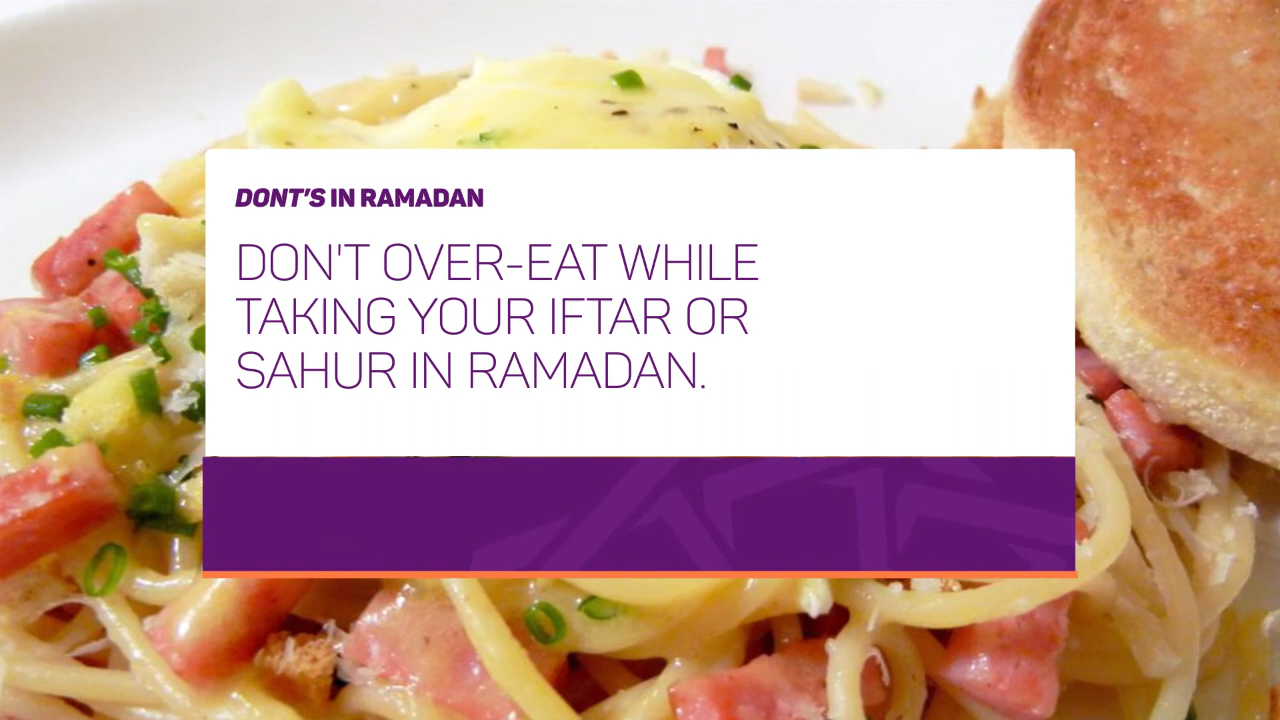 DONT'S IN RAMADAN
DON'T OVER-EAT WHILE
TAKING YOUR IFTAR OR
SAHUR IN RAMADAN.